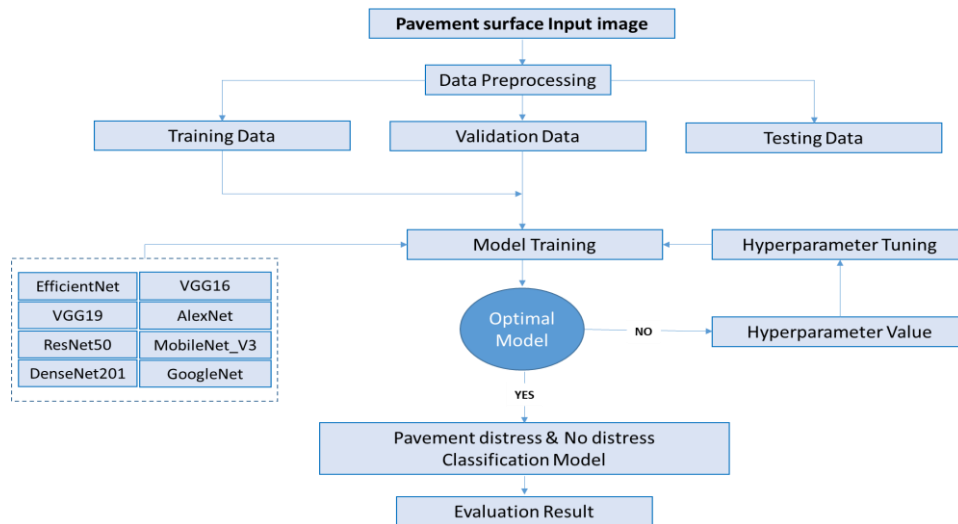 Pavement surface Input image
Data Preprocessing
Training Data
Validation Data
Testing Data
Model Training
Hyperparameter Tuning
EfficientNet
VGG16
VGG19
AlexNet
ResNet50
MobileNet_V3
DenseNet201
GoogleNet
Optimal
Model
NO
Hyperparameter Value
YES
Pavement distress & No distress
Classification Model
Evaluation Result